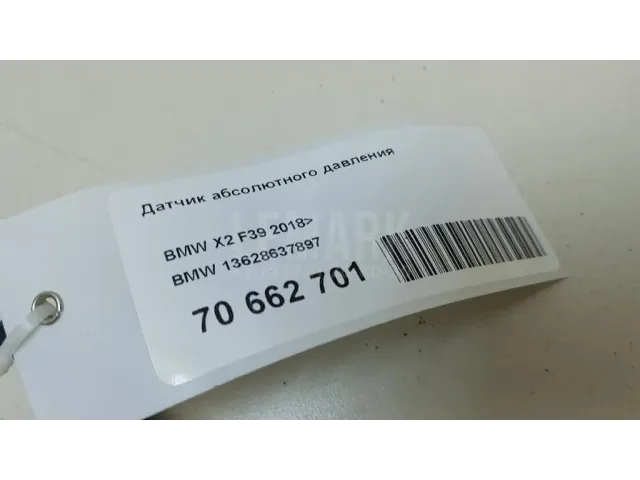 Датчик абсолютного давления
BMW X2 F39 2018>
BMW 13628637897
70 662 701